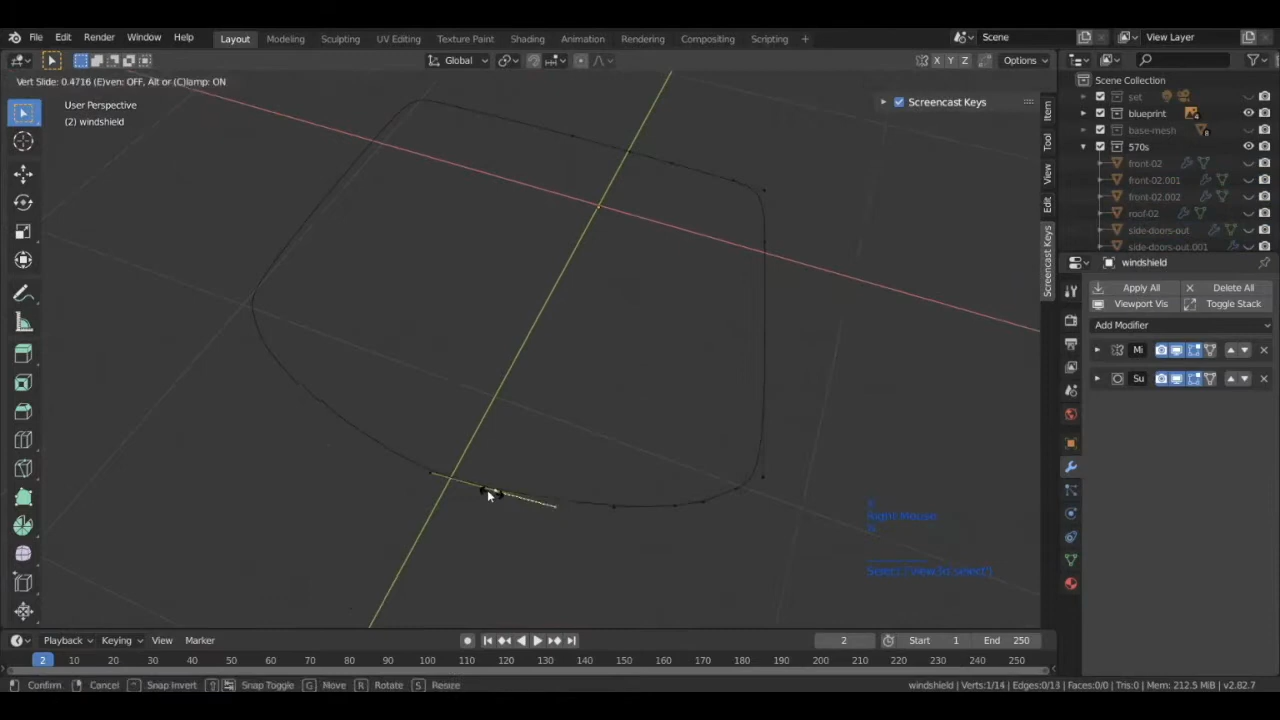 File Edit Render Window Help Layout Modeling Sculpting UV Editing Texture Paint Shading Animation Rendering Compositing Scripting + Scene View Layer
Global X Y Z Options
Vert Slide: 0.4716 (E)ven: OFF, Alt or (C)lamp: ON
User Perspective
(2) windshield
Screencast Keys
Item
Tool
View
Edit
Screencast Keys
Right Mouse
Scene Collection
set
blueprint
base-mesh
570s
front-02
front-02.001
front-02.002
roof-02
side-doors-out
side-doors-out.001
windshield
Apply All Delete All
Viewport Vis Toggle Stack
Add Modifier
Mi
Su
Playback Keying View Marker 2 Start 1 End 250
2 10 20 30 40 50 60 70 80 90 100 110 120 130 140 150 160 170 180 190 200 210 220 230 240 250
Confirm Cancel Snap Invert Snap Toggle G Move R Rotate S Resize windshield | Verts:1/14 | Edges:0/13 | Faces:0/0 | Tris:0 | Mem: 212.5 MiB | v2.82.7